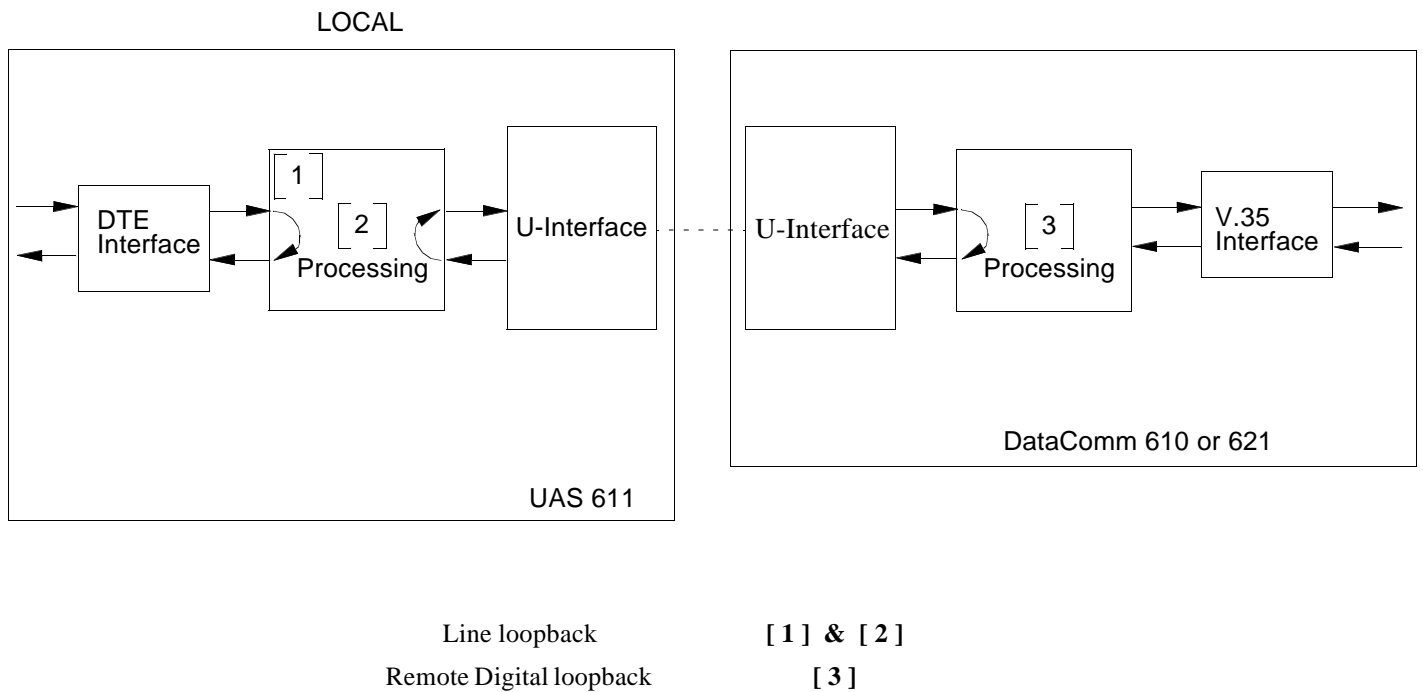 LOCAL
[ 1 ]
[ 2 ]
DTE
Interface
Processing
U-Interface
UAS 611
U-Interface
[ 3 ]
Processing
V.35
Interface
DataComm 610 or 621
Line loopback [ 1 ] & [ 2 ]
Remote Digital loopback [ 3 ]